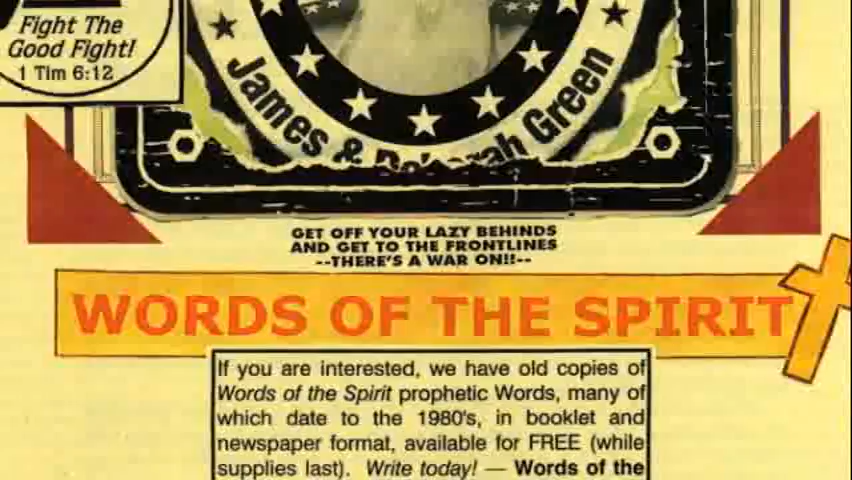 Fight The
Good Fight!
1 Tim 6:12
James & Deborah Green
GET OFF YOUR LAZY BEHINDS
AND GET TO THE FRONTLINES
--THERE'S A WAR ON!!--
WORDS OF THE SPIRIT
If you are interested, we have old copies of
Words of the Spirit prophetic Words, many of
which date to the 1980's, in booklet and
newspaper format, available for FREE (while
supplies last). Write today! — Words of the